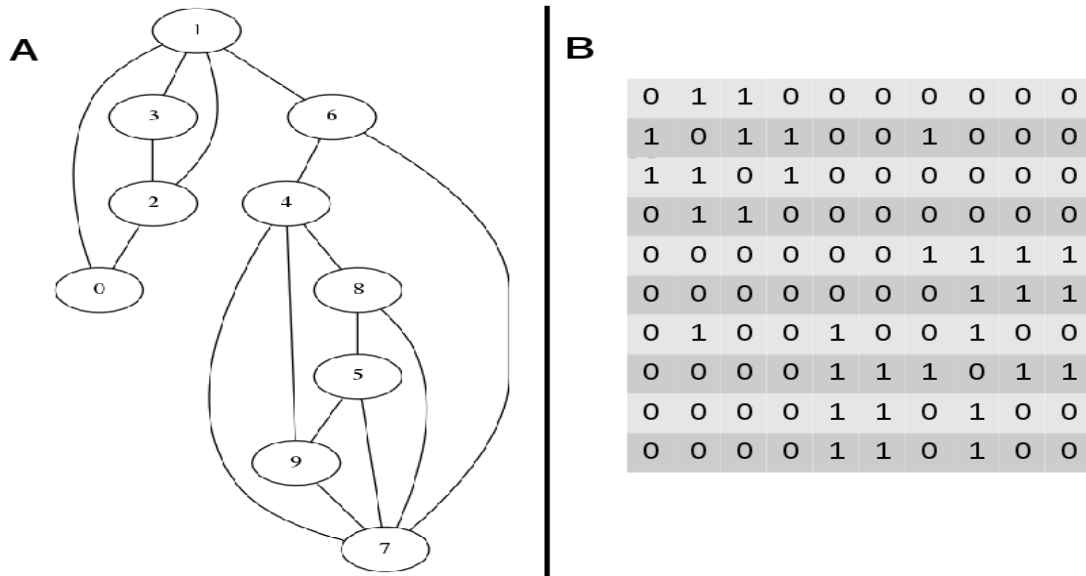 A
1
3
6
2
4
0
8
5
9
7
B
0 1 1 0 0 0 0 0 0 0
1 0 1 1 0 0 1 0 0 0
1 1 0 1 0 0 0 0 0 0
0 1 1 0 0 0 0 0 0 0
0 0 0 0 0 0 1 1 1 1
0 0 0 0 0 0 0 1 1 1
0 1 0 0 1 0 0 1 0 0
0 0 0 0 1 1 1 0 1 1
0 0 0 0 1 1 0 1 0 0
0 0 0 0 1 1 0 1 0 0